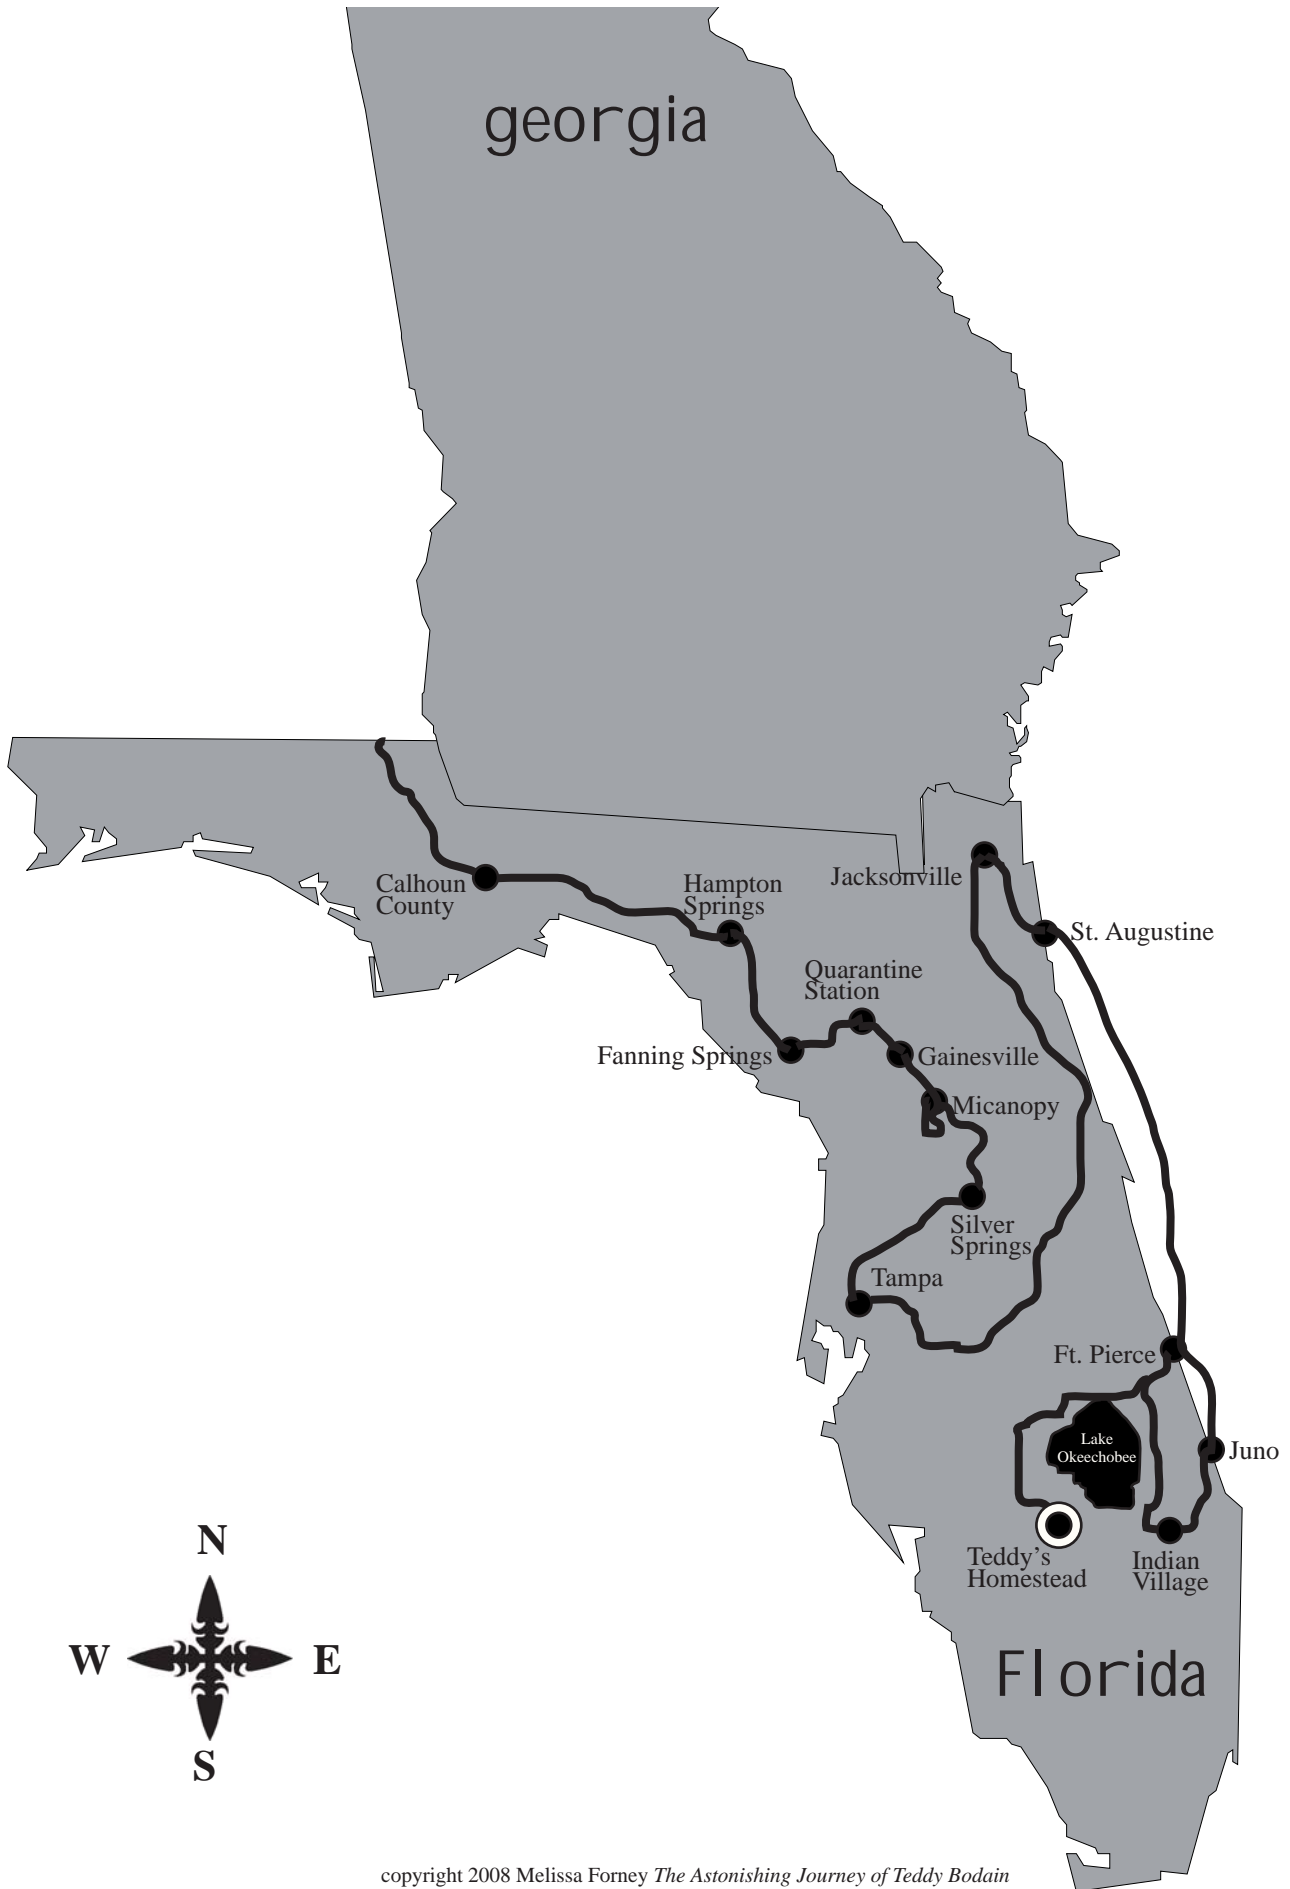 georgia
Calhoun
County
Hampton
Springs
Jacksonville
St. Augustine
Quarantine
Station
Fanning Springs
Gainesville
Micanopy
Silver
Springs
Tampa
Ft. Pierce
Lake
Okeechobee
Juno
Teddy’s
Homestead
Indian
Village
Florida
N
W
E
S
copyright 2008 Melissa Forney The Astonishing Journey of Teddy Bodain